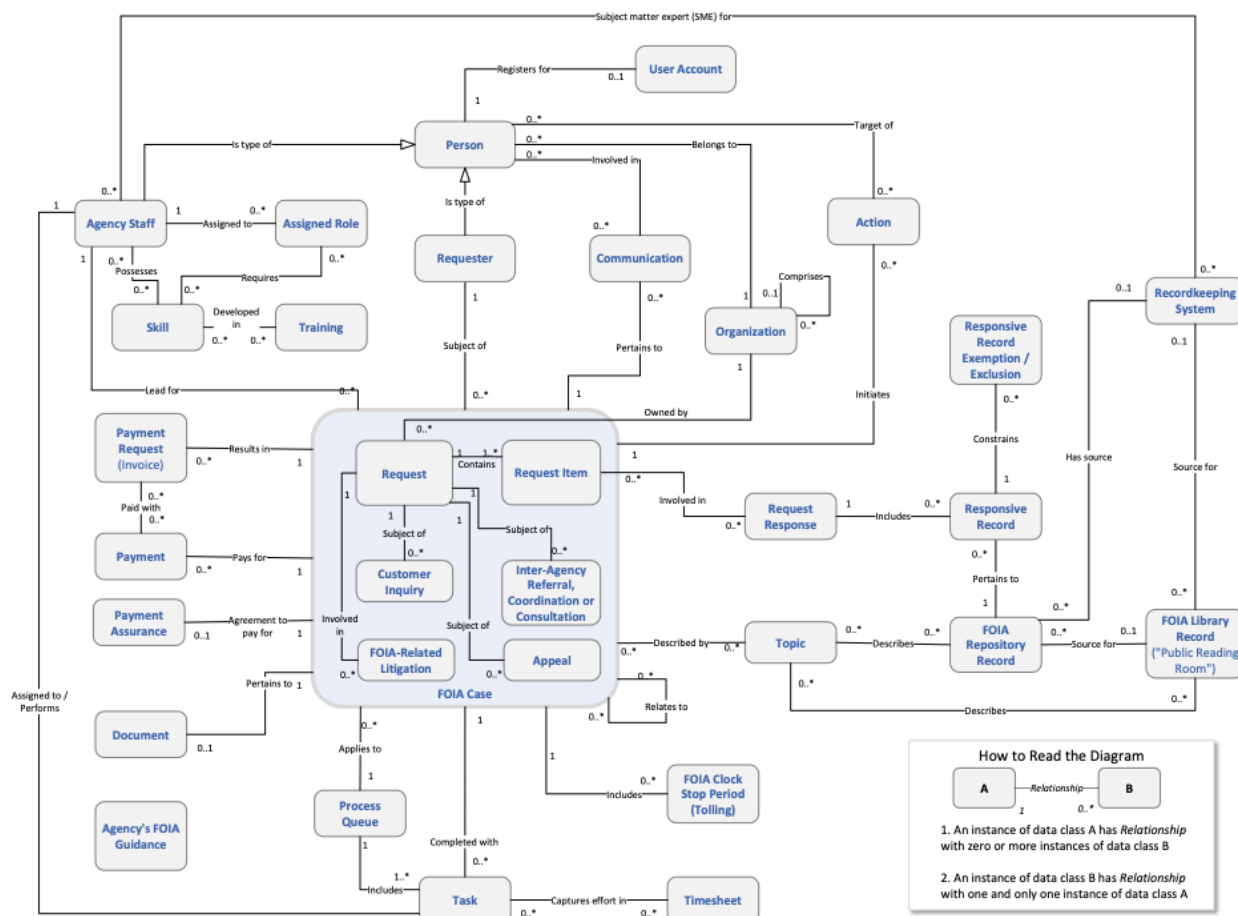 Subject matter expert (SME) for
0..*
Registers for
0..1
User Account
1
0..*
Target of
Person
0..*
Belongs to
0..*
Involved in
Is type of
Is type of
0..*
0..*
0..*
1
Agency Staff
1
Assigned to
0..*
Assigned Role
Requester
0..*
Communication
Action
1
0..*
Possesses
0..*
Requires
0..*
0..*
0..*
Skill
Developed
in
0..*
0..*
Training
1
0..*
Comprises
0..1
0..*
1
Organization
1
0..*
0..*
0..1
Recordkeeping
System
0..1
Responsive
Record
Exemption /
Exclusion
0..*
Subject of
Pertains to
Lead for
0..*
0..*
1
Owned by
Initiates
Constrains
Has source
Source for
Payment
Request
(Invoice)
0..*
Results in
1
0..*
Request
1
1..*
Contains
Request Item
0..*
1
0..*
Paid with
0..*
1
1
1
1
Involved in
0..*
Request
Response
1
Includes
0..*
1
Responsive
Record
0..*
Payment
0..*
Pays for
1
Subject of
0..*
Customer
Inquiry
Subject of
0..*
Inter-Agency
Referral,
Coordination or
Consultation
Pertains to
1
Payment
Assurance
0..1
Agreement to
pay for
1
Involved
in
0..*
FOIA-Related
Litigation
Subject of
0..*
Appeal
FOIA Case
0..*
Described by
0..*
Topic
0..*
Describes
0..*
FOIA
Repository
Record
0..*
0..*
Source for
0..1
0..*
FOIA Library
Record
("Public Reading
Room")
0..*
0..*
Describes
0..*
0..*
Relates to
Assigned to /
Performs
Pertains to
1
Document
0..1
0..*
Applies to
1
Process
Queue
1
1
1
Includes
0..*
FOIA Clock
Stop Period
(Tolling)
Agency's FOIA
Guidance
Completed with
0..*
1..*
Includes
Task
0..*
0..*
Captures effort in
0..*
Timesheet
How to Read the Diagram
A
Relationship
B
1
0..*
1. An instance of data class A has Relationship
with zero or more instances of data class B
2. An instance of data class B has Relationship
with one and only one instance of data class A